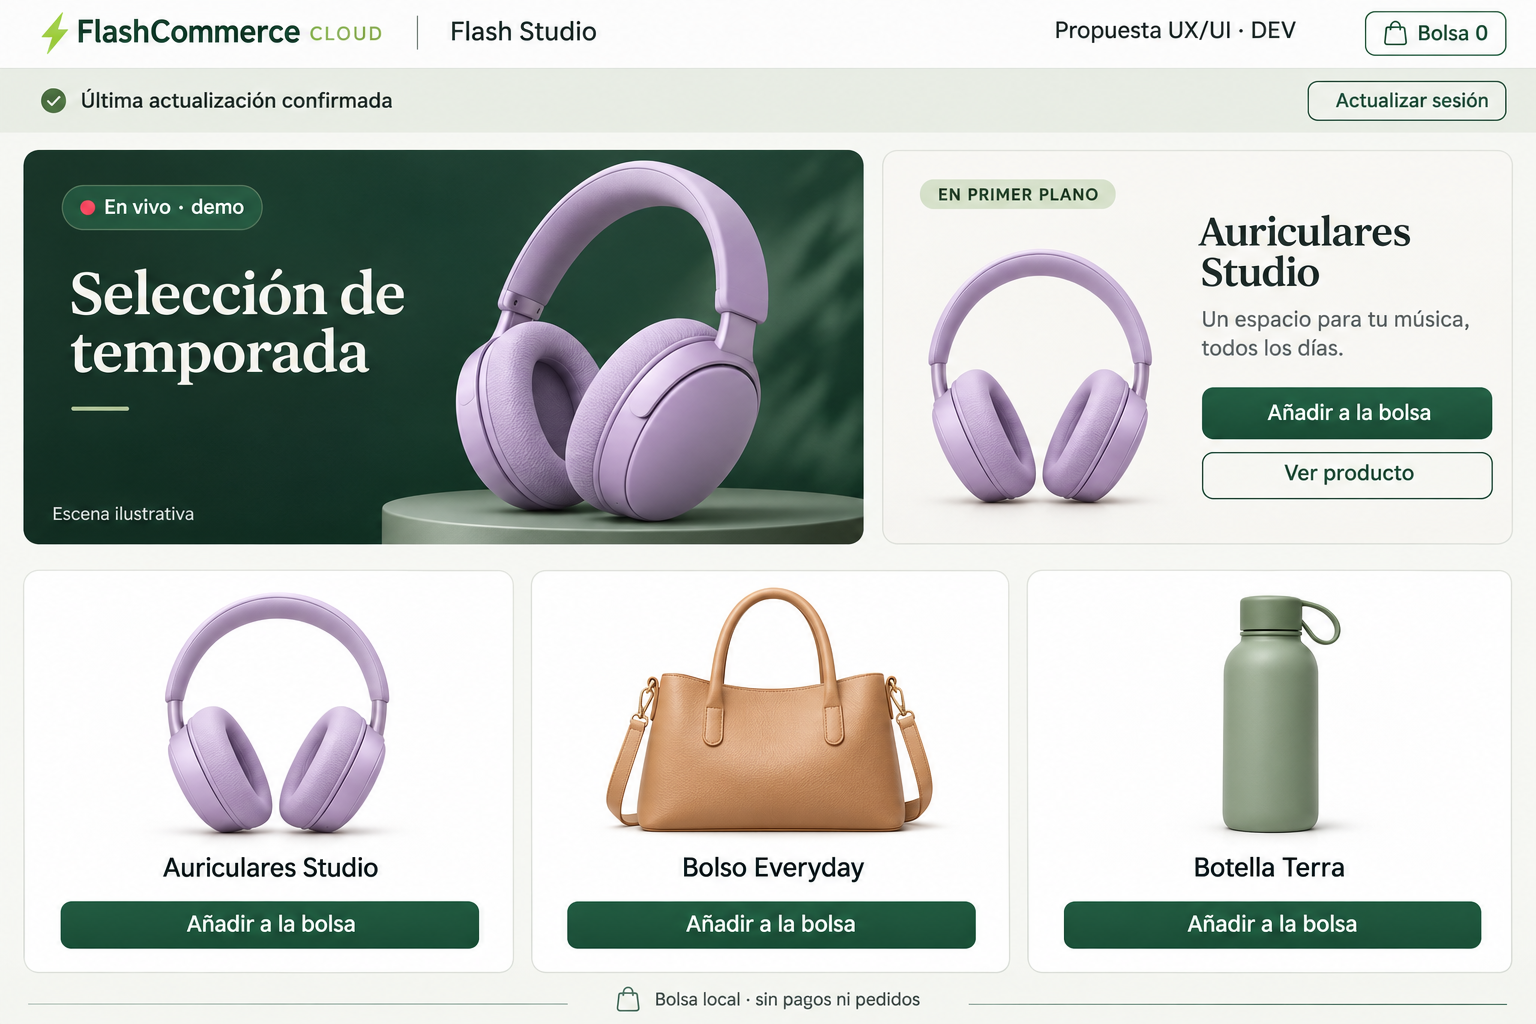 FlashCommerce CLOUD
Flash Studio
Propuesta UX/UI · DEV
Bolsa 0
Última actualización confirmada
Actualizar sesión
En vivo · demo
Selección de
temporada
Escena ilustrativa
EN PRIMER PLANO
Auriculares
Studio
Un espacio para tu música,
todos los días.
Añadir a la bolsa
Ver producto
Auriculares Studio
Añadir a la bolsa
Bolso Everyday
Añadir a la bolsa
Botella Terra
Añadir a la bolsa
Bolsa local · sin pagos ni pedidos